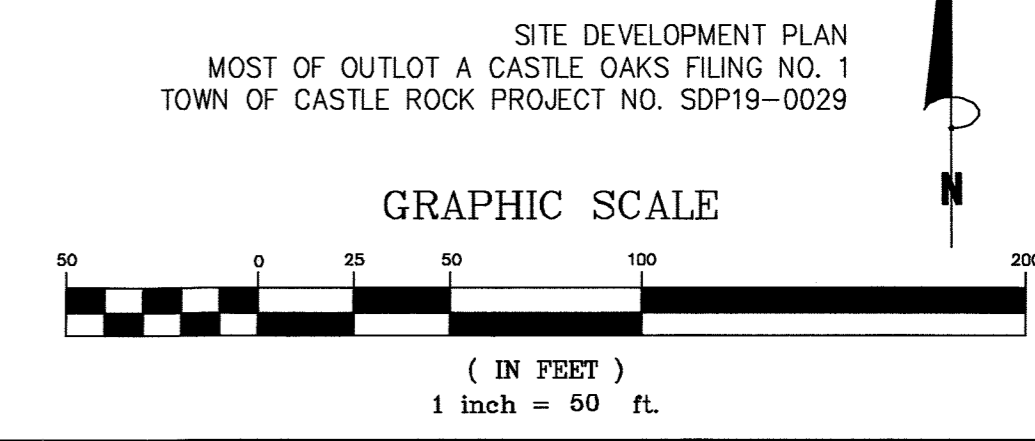 SITE DEVELOPMENT PLAN
MOST OF OUTLOT A CASTLE OAKS FILING NO. 1
TOWN OF CASTLE ROCK PROJECT NO. SDP19-0029
N
GRAPHIC SCALE
50 0 25 50 100 200
( IN FEET )
1 inch = 50 ft.